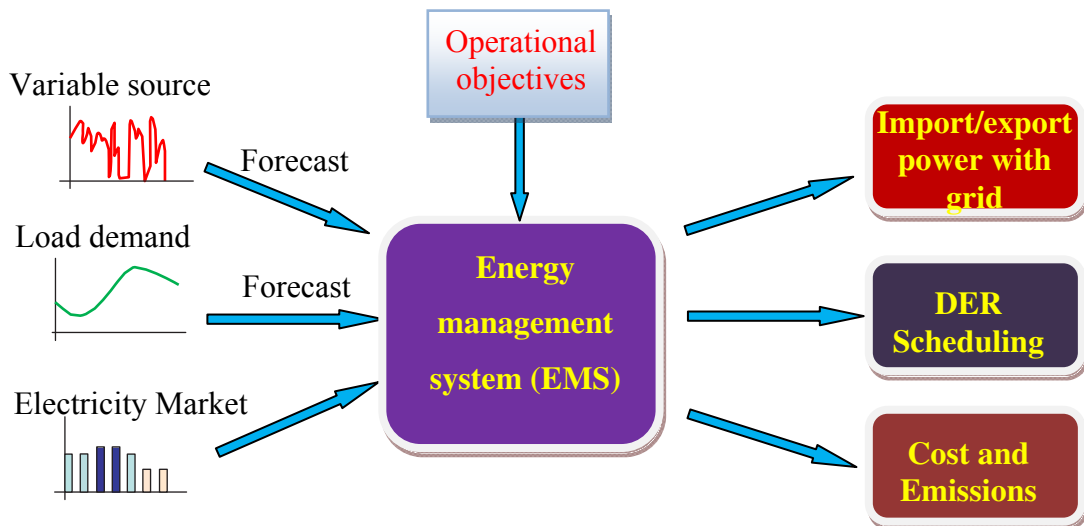 Operational
objectives
Variable source
Forecast
Load demand
Forecast
Electricity Market
Energy
management
system (EMS)
Import/export
power with
grid
DER
Scheduling
Cost and
Emissions